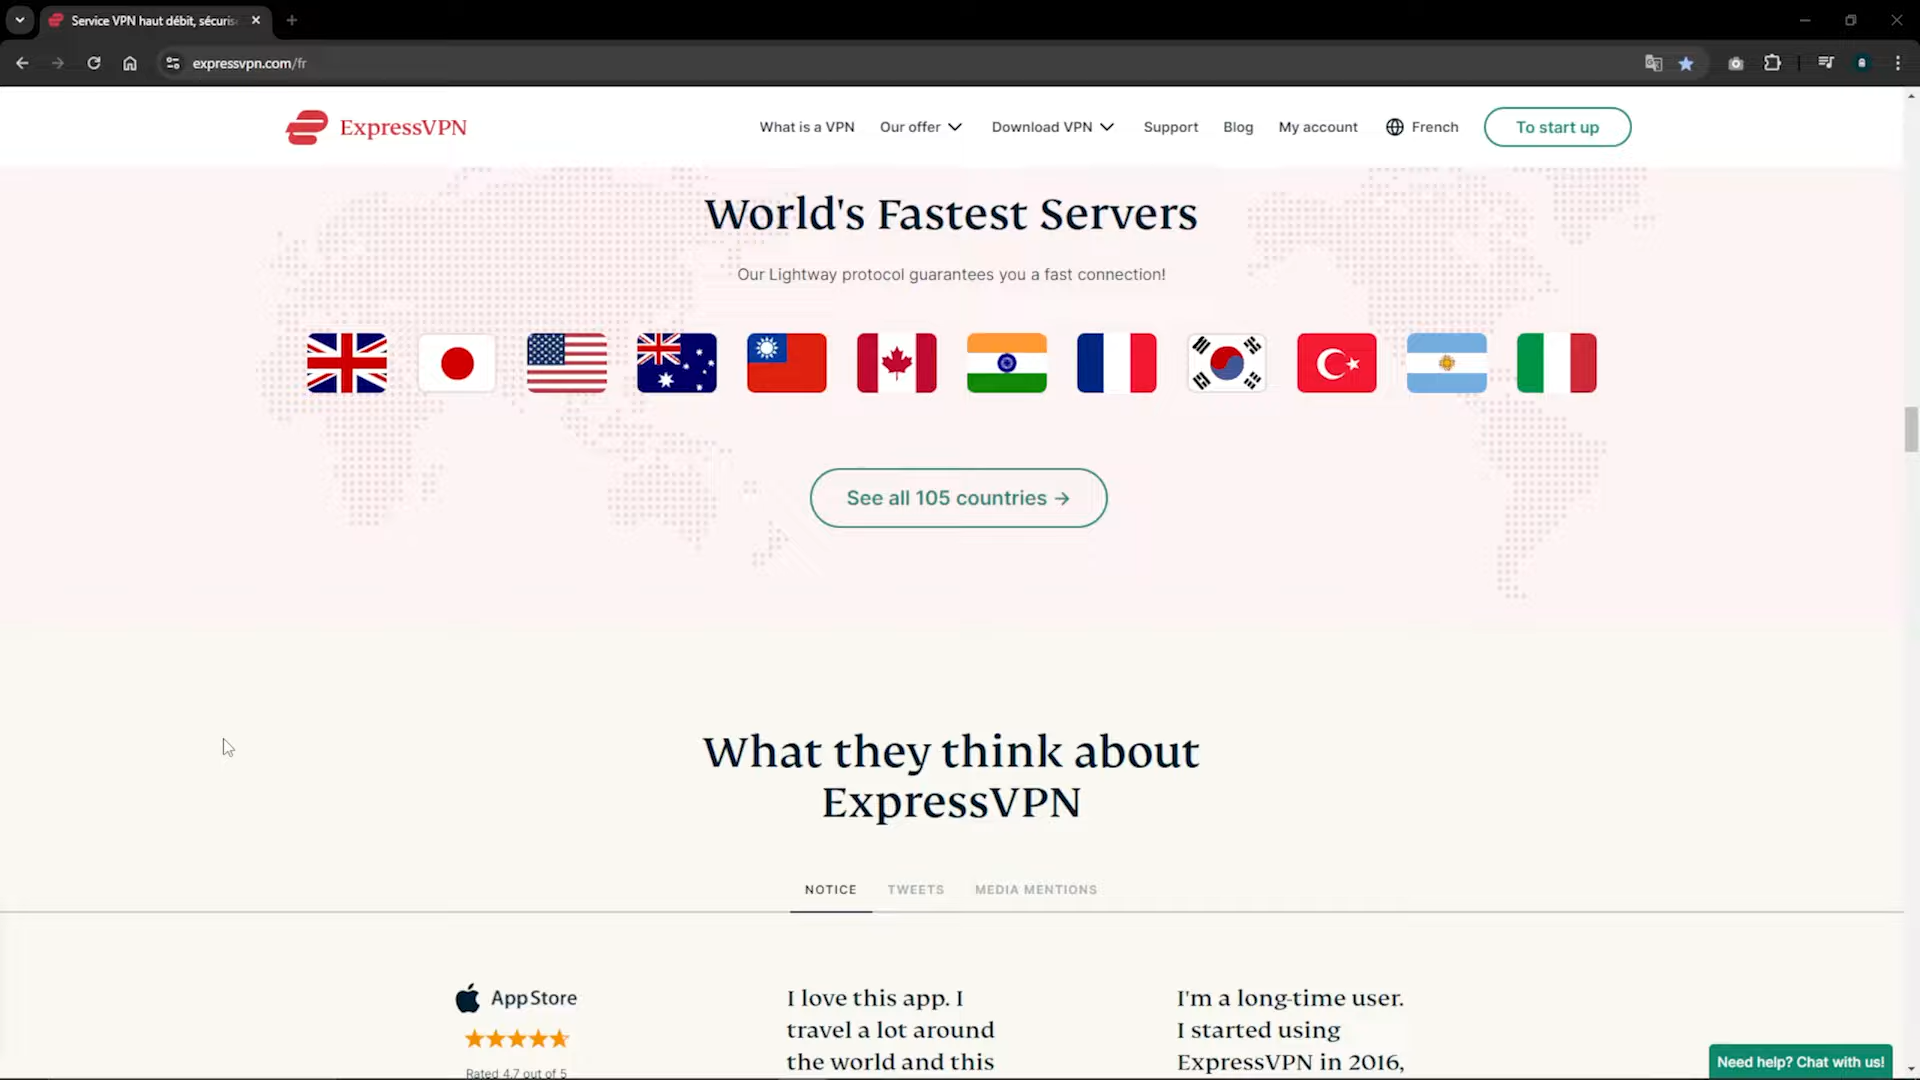 Service VPN haut débit, sécuris
expressvpn.com/fr
ExpressVPN
What is a VPN
Our offer
Download VPN
Support
Blog
My account
French
To start up
World's Fastest Servers
Our Lightway protocol guarantees you a fast connection!
See all 105 countries →
What they think about
ExpressVPN
NOTICE
TWEETS
MEDIA MENTIONS
App Store
Rated 4.7 out of 5
I love this app. I
travel a lot around
the world and this
I'm a long-time user.
I started using
ExpressVPN in 2016,
Need help? Chat with us!